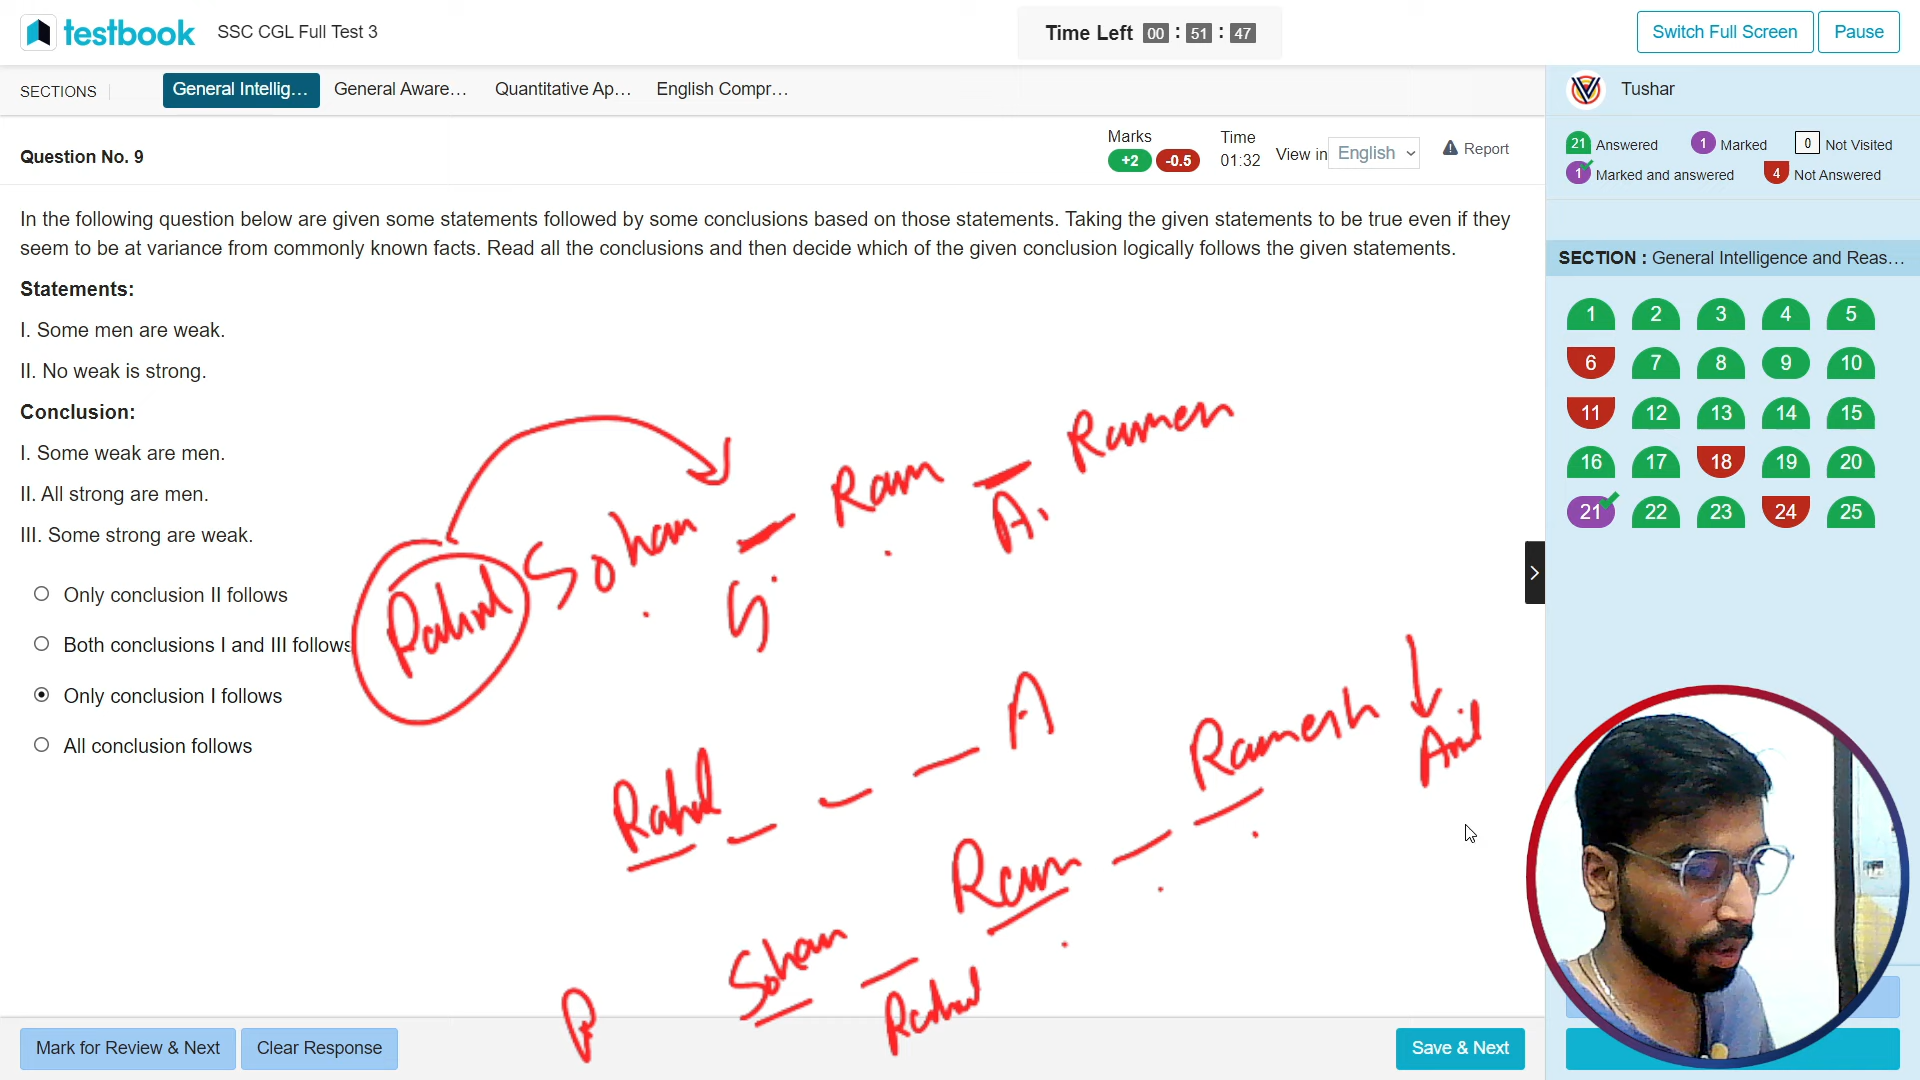 testbook SSC CGL Full Test 3 Time Left 00 : 51 : 47 Switch Full Screen Pause
SECTIONS General Intellig... General Aware... Quantitative Ap... English Compr...
Tushar
Question No. 9
Marks
+2 -0.5
Time
01:32
View in English
Report
21 Answered 1 Marked 0 Not Visited
1 Marked and answered 4 Not Answered
In the following question below are given some statements followed by some conclusions based on those statements. Taking the given statements to be true even if they
seem to be at variance from commonly known facts. Read all the conclusions and then decide which of the given conclusion logically follows the given statements.
Statements:
I. Some men are weak.
II. No weak is strong.
Conclusion:
I. Some weak are men.
II. All strong are men.
III. Some strong are weak.
Only conclusion II follows
Both conclusions I and III follows
Only conclusion I follows
All conclusion follows
Rahul Soham Ram
A.
Rahul A Ramesh Anil
Soham Ram
Rahul
SECTION : General Intelligence and Reas...
1 2 3 4 5
6 7 8 9 10
11 12 13 14 15
16 17 18 19 20
21 22 23 24 25
Mark for Review & Next Clear Response Save & Next